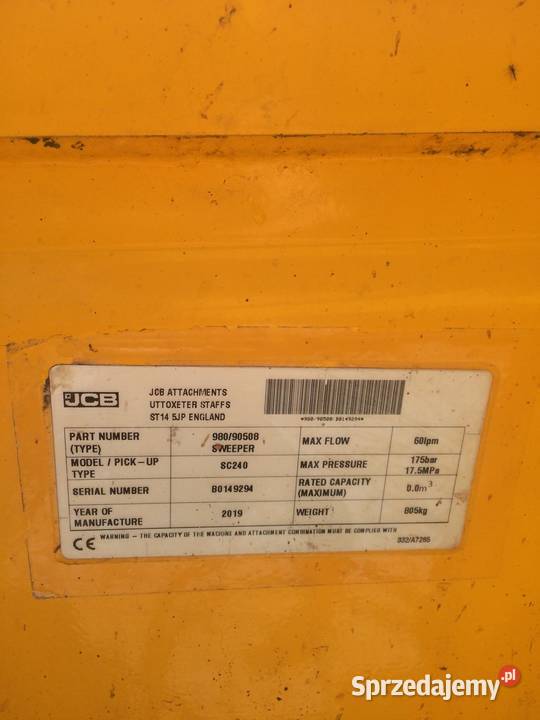 JCB
JCB ATTACHMENTS
UTTOXETER STAFFS
ST14 5JP ENGLAND
PART NUMBER (TYPE) 980/90508 SWEEPER MAX FLOW 60lpm
MODEL / PICK-UP TYPE SC240 MAX PRESSURE 175bar 17.5MPa
SERIAL NUMBER B0149294 RATED CAPACITY (MAXIMUM) 0.0m³
YEAR OF MANUFACTURE 2019 WEIGHT 805kg
CE WARNING – THE CAPACITY OF THE MACHINE AND ATTACHMENT COMBINATION MUST BE COMPLIED WITH 332/A7265
Sprzedajemy.pl